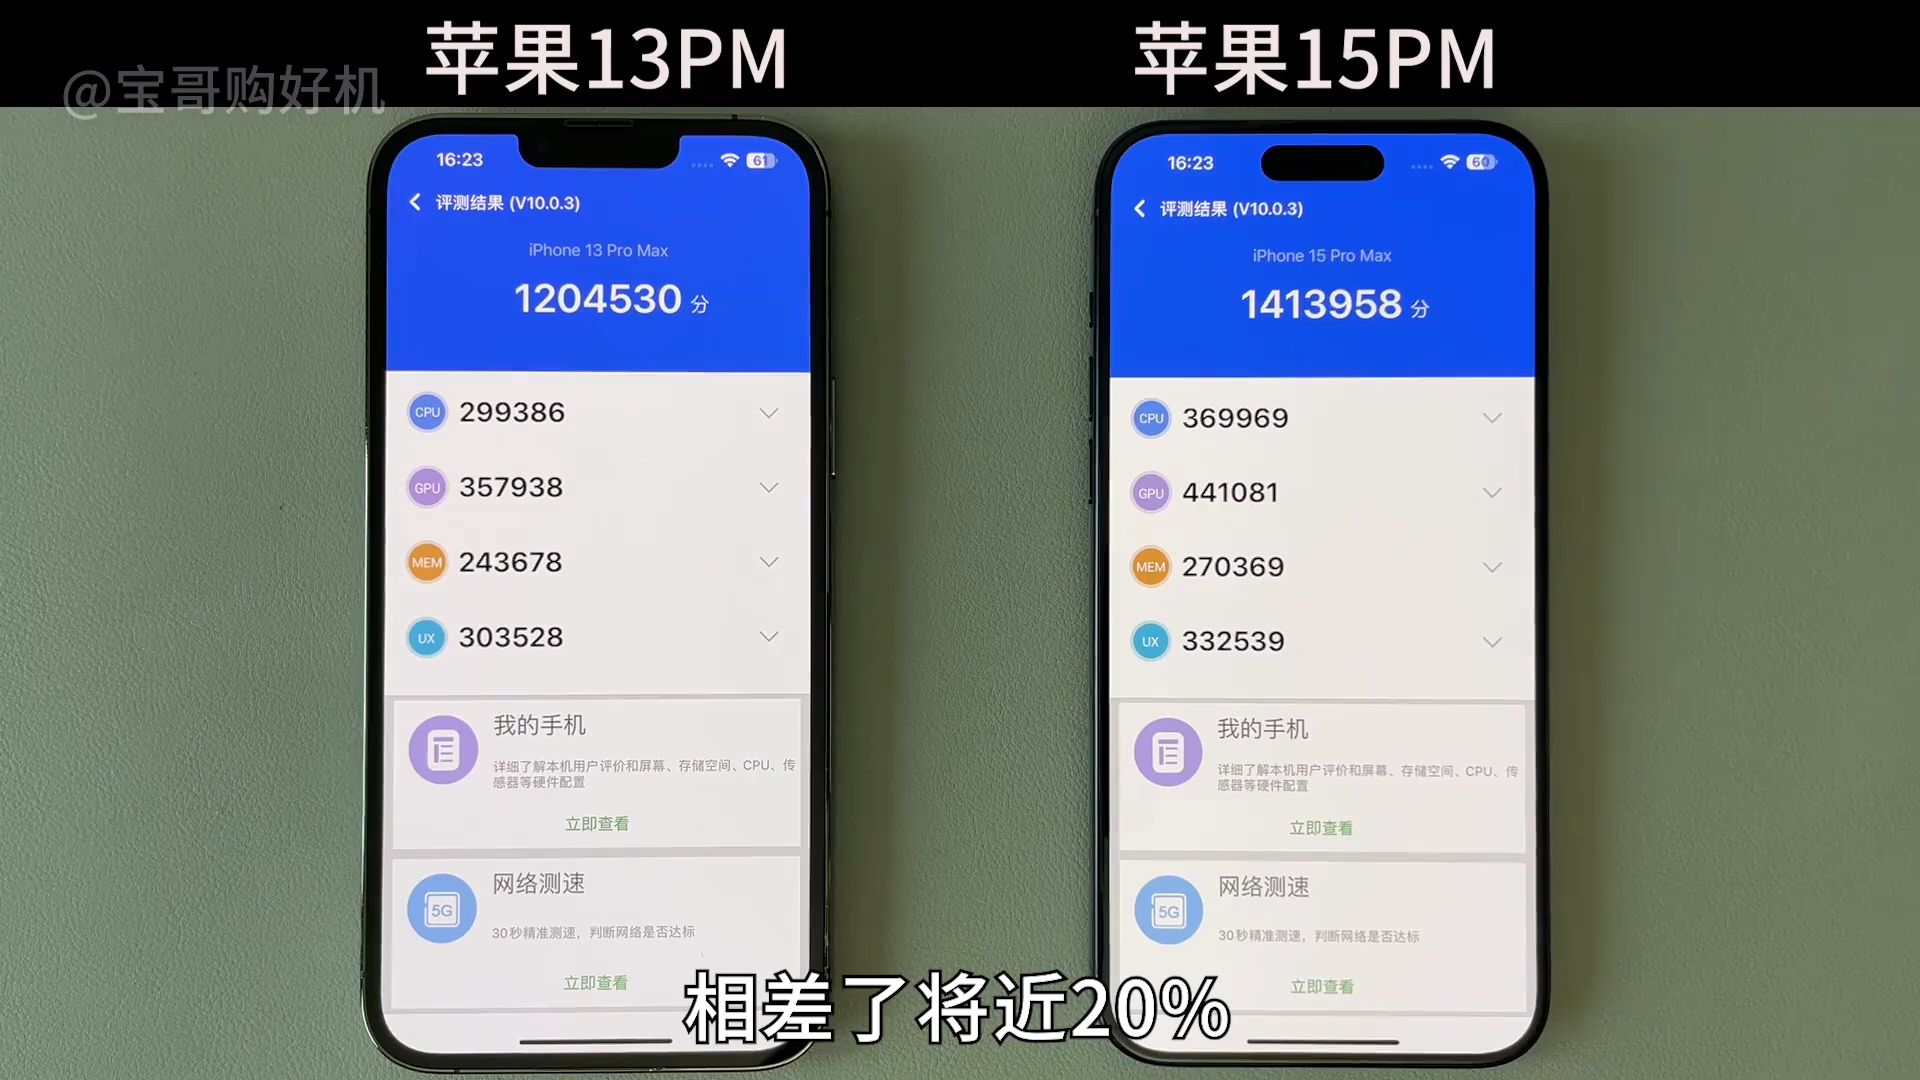 苹果13PM
苹果15PM
@宝哥购好机
16:23
61
评测结果 (V10.0.3)
iPhone 13 Pro Max
1204530 分
CPU 299386
GPU 357938
MEM 243678
UX 303528
我的手机
详细了解本机用户评价和屏幕、存储空间、CPU、传
感器等硬件配置
立即查看
网络测速
5G
30秒精准测速，判断网络是否达标
立即查看
16:23
60
评测结果 (V10.0.3)
iPhone 15 Pro Max
1413958 分
CPU 369969
GPU 441081
MEM 270369
UX 332539
我的手机
详细了解本机用户评价和屏幕、存储空间、CPU、传
感器等硬件配置
立即查看
网络测速
5G
30秒精准测速，判断网络是否达标
立即查看
相差了将近20%